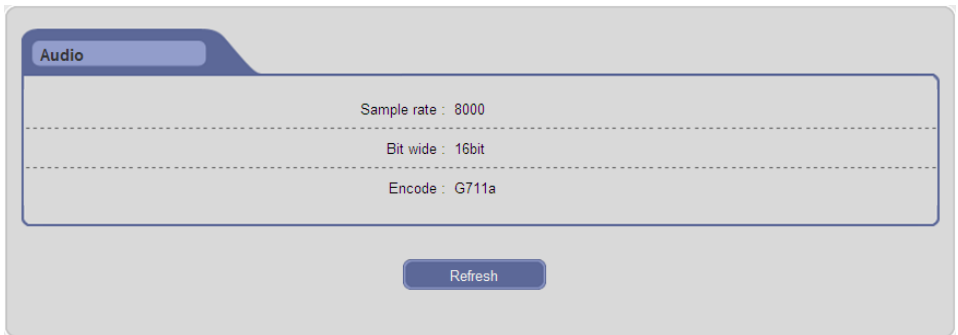 Audio
Sample rate : 8000
Bit wide : 16bit
Encode : G711a
Refresh